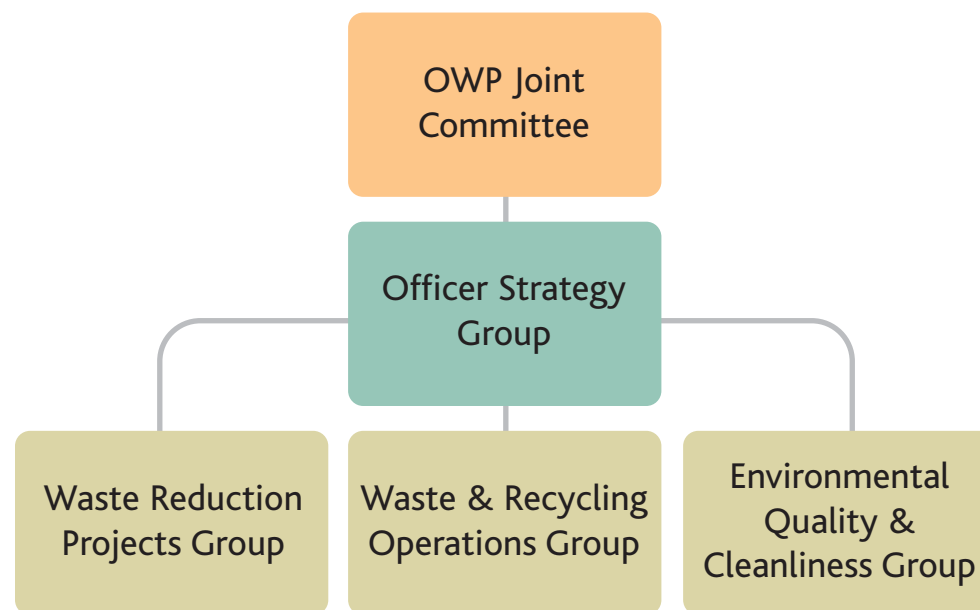 OWP Joint
Committee
Officer Strategy
Group
Waste Reduction
Projects Group
Waste & Recycling
Operations Group
Environmental
Quality &
Cleanliness Group